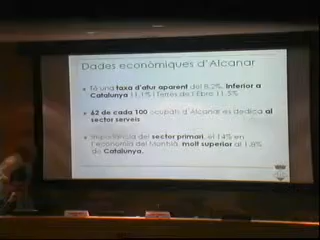 Dades econòmiques d'Alcanar
Té una taxa d'atur aparent del 8,2%, inferior a
Catalunya 11,1% i Terres de l'Ebre 11,5%
62 de cada 100 ocupats d'Alcanar es dedica al
sector serveis
Importància del sector primari, el 14% en
l'economia del Montsià, molt superior al 1,8%
de Catalunya.